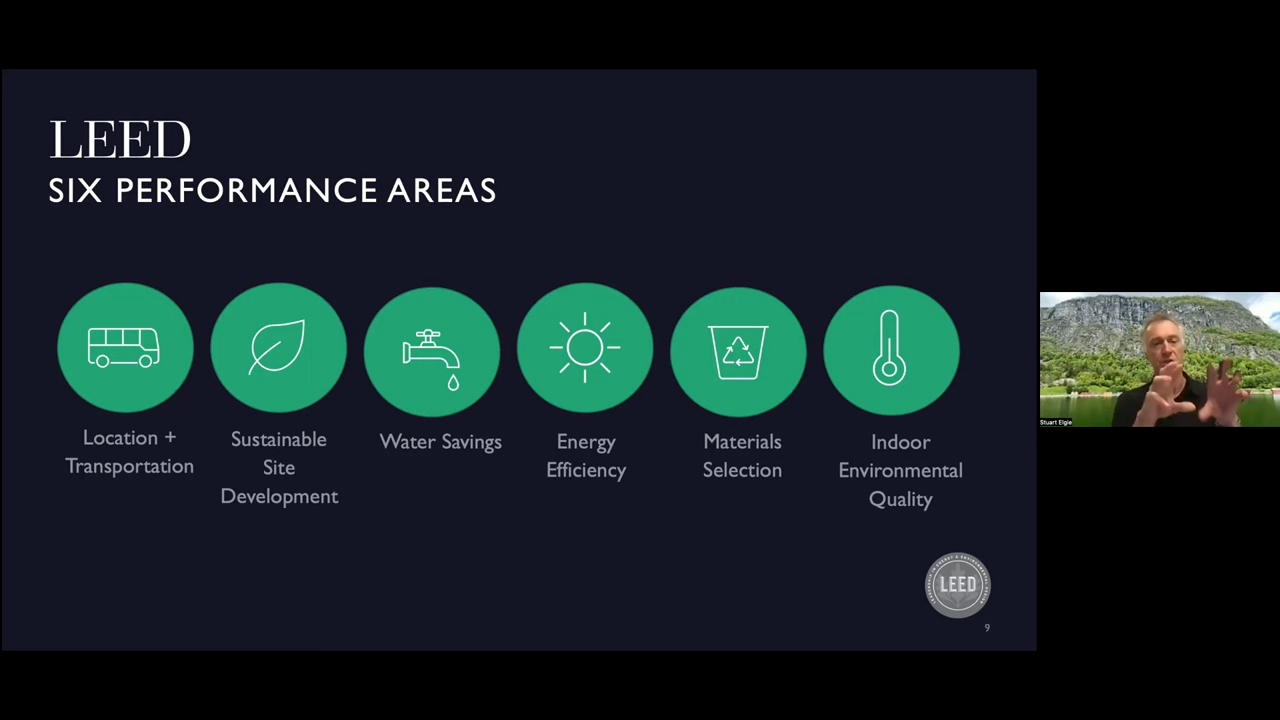 LEED
SIX PERFORMANCE AREAS
Location +
Transportation
Sustainable
Site
Development
Water Savings
Energy
Efficiency
Materials
Selection
Indoor
Environmental
Quality
LEED
9
Stuart Elgie